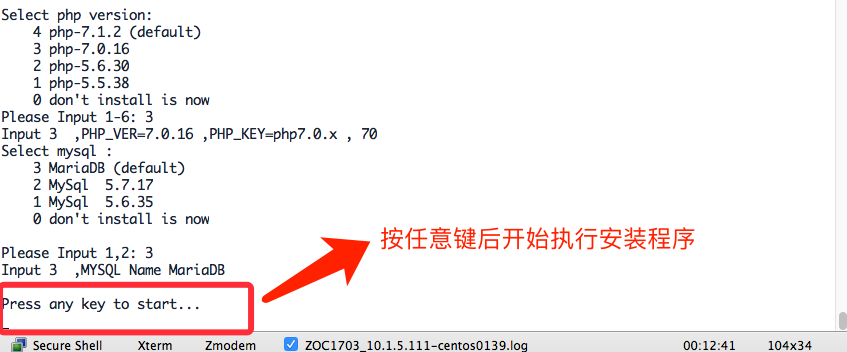 Select php version:
4 php-7.1.2 (default)
3 php-7.0.16
2 php-5.6.30
1 php-5.5.38
0 don't install is now
Please Input 1-6: 3
Input 3  ,PHP_VER=7.0.16 ,PHP_KEY=php7.0.x , 70
Select mysql :
3 MariaDB (default)
2 MySql  5.7.17
1 MySql  5.6.35
0 don't install is now
Please Input 1,2: 3
Input 3  ,MYSQL Name MariaDB
按任意键后开始执行安装程序
Press any key to start...
Secure Shell Xterm Zmodem ZOC1703_10.1.5.111-centos0139.log 00:12:41 104x34